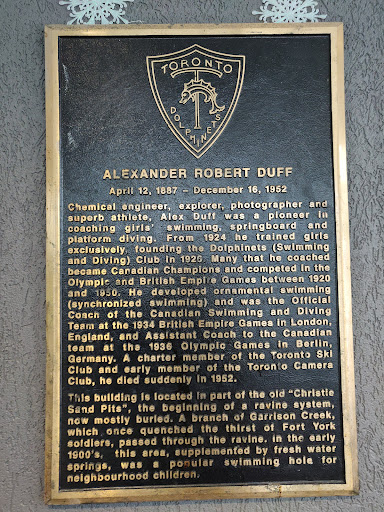 TORONTO
T
DOLPHINETS
ALEXANDER ROBERT DUFF
April 12, 1887 – December 16, 1952
Chemical engineer, explorer, photographer and
superb athlete, Alex Duff was a pioneer in
coaching girls' swimming, springboard and
platform diving. From 1924 he trained girls
exclusively, founding the Dolphinets (Swimming
and Diving) Club in 1926. Many that he coached
became Canadian Champions and competed in the
Olympic and British Empire Games between 1920
and 1950. He developed ornamental swimming
(synchronized swimming) and was the Official
Coach of the Canadian Swimming and Diving
Team at the 1934 British Empire Games in London,
England, and Assistant Coach to the Canadian
team at the 1936 Olympic Games in Berlin,
Germany. A charter member of the Toronto Ski
Club and early member of the Toronto Camera
Club, he died suddenly in 1952.
This building is located in part of the old "Christie
Sand Pits", the beginning of a ravine system,
now mostly buried. A branch of Garrison Creek,
which once quenched the thirst of Fort York
soldiers, passed through the ravine. In the early
1900's, this area, supplemented by fresh water
springs, was a popular swimming hole for
neighbourhood children.